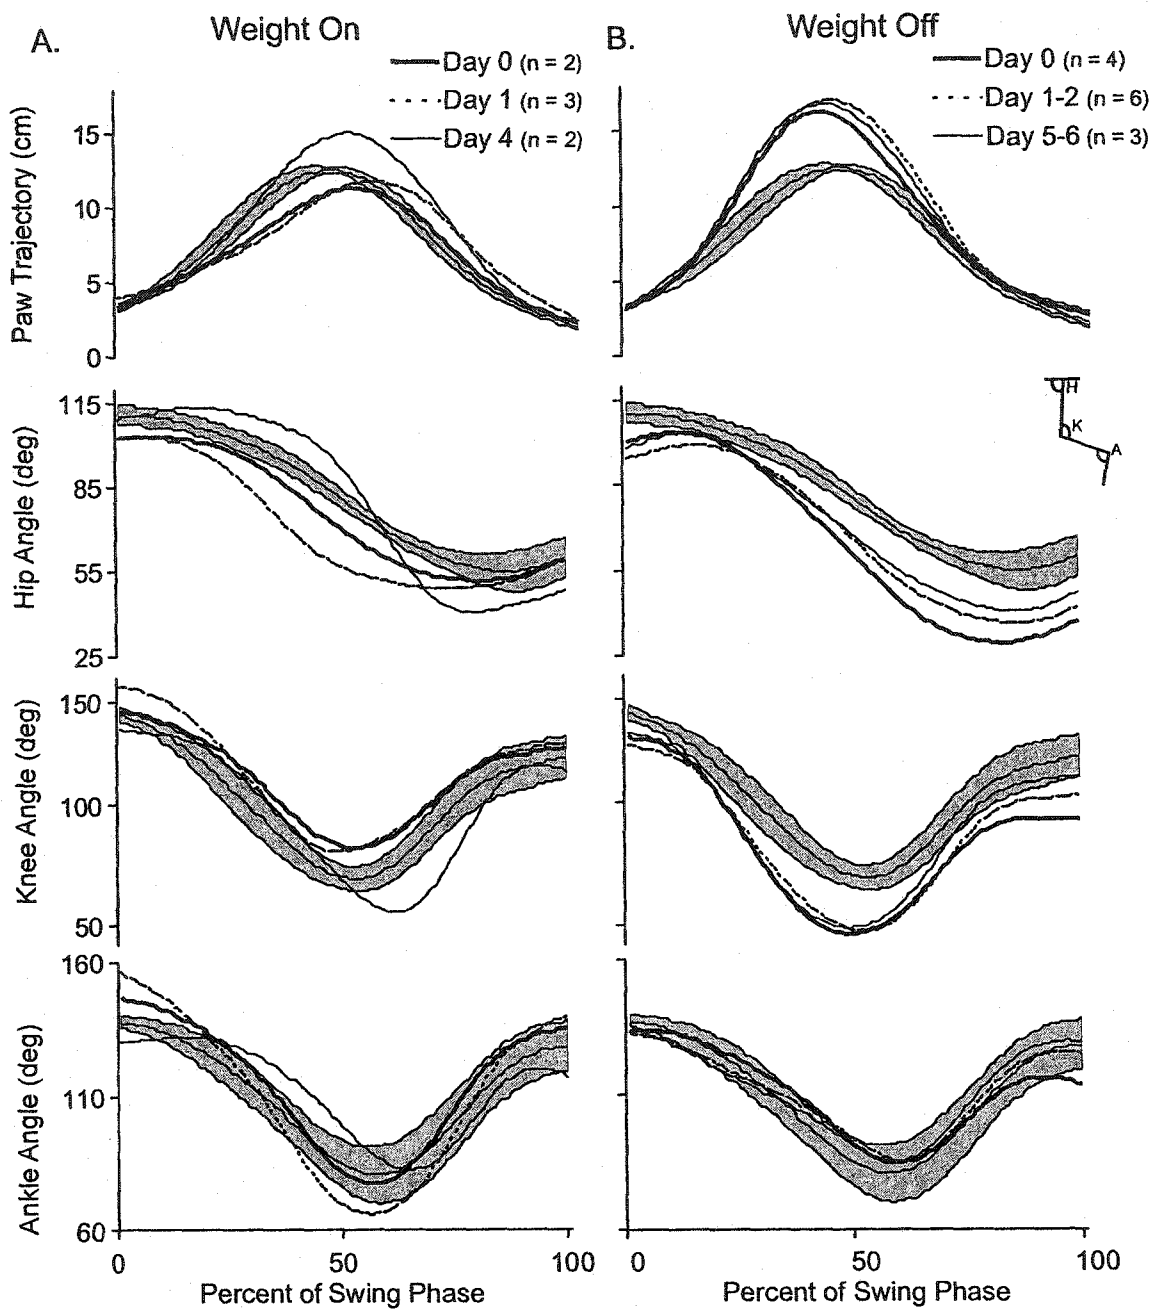 A.
Weight On
Day 0 (n = 2)
Day 1 (n = 3)
Day 4 (n = 2)
B.
Weight Off
Day 0 (n = 4)
Day 1-2 (n = 6)
Day 5-6 (n = 3)
Paw Trajectory (cm)
15
10
5
0
Hip Angle (deg)
115
85
55
25
H
K
A
Knee Angle (deg)
150
100
50
Ankle Angle (deg)
160
110
60
0
50
100
0
50
100
Percent of Swing Phase
Percent of Swing Phase